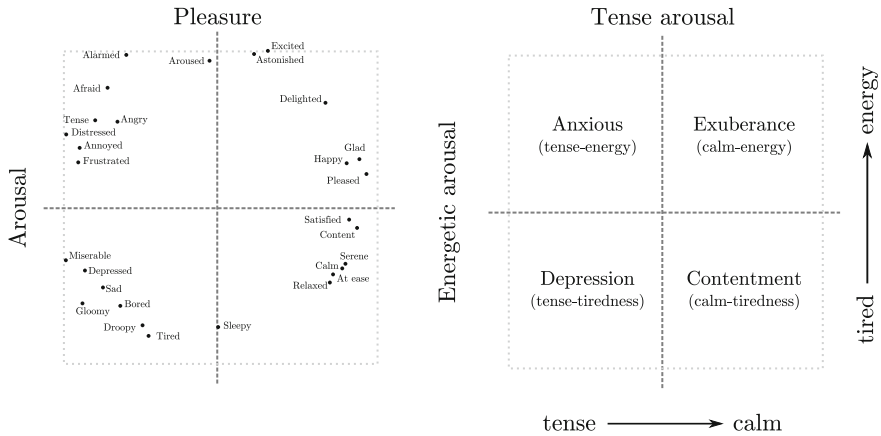 Pleasure
Alarmed
Aroused
Excited
Astonished
Afraid
Delighted
Tense
Angry
Distressed
Annoyed
Frustrated
Glad
Happy
Pleased
Arousal
Satisfied
Content
Miserable
Depressed
Serene
Calm
At ease
Relaxed
Sad
Gloomy
Bored
Droopy
Tired
Sleepy
Tense arousal
Anxious
(tense-energy)
Exuberance
(calm-energy)
Energetic arousal
Depression
(tense-tiredness)
Contentment
(calm-tiredness)
energy
tired
tense
calm